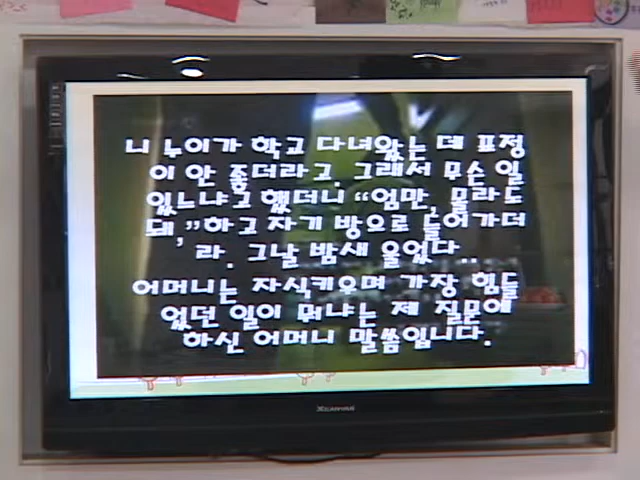 니 누이가 학교 다녀왔는 데 표정
이 안 좋더라고. 그래서 무슨 일
있느냐고 했더니 “엄만, 몰라도
돼,”하고 자기 방으로 들어가더
라. 그날 밤새 울었다...
어머니는 자식키우며 가장 힘들
었던 일이 뭐냐는 제 질문에
하신 어머니 말씀입니다.